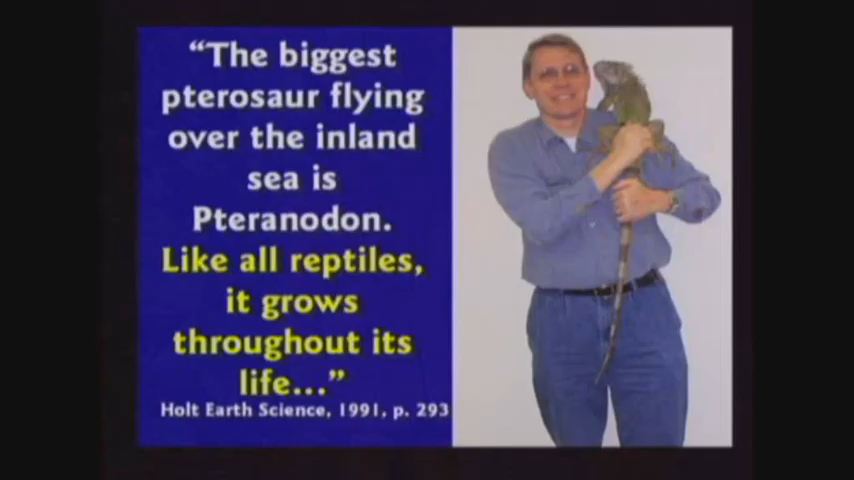 “The biggest
pterosaur flying
over the inland
sea is
Pteranodon.
Like all reptiles,
it grows
throughout its
life...”
Holt Earth Science, 1991, p. 293